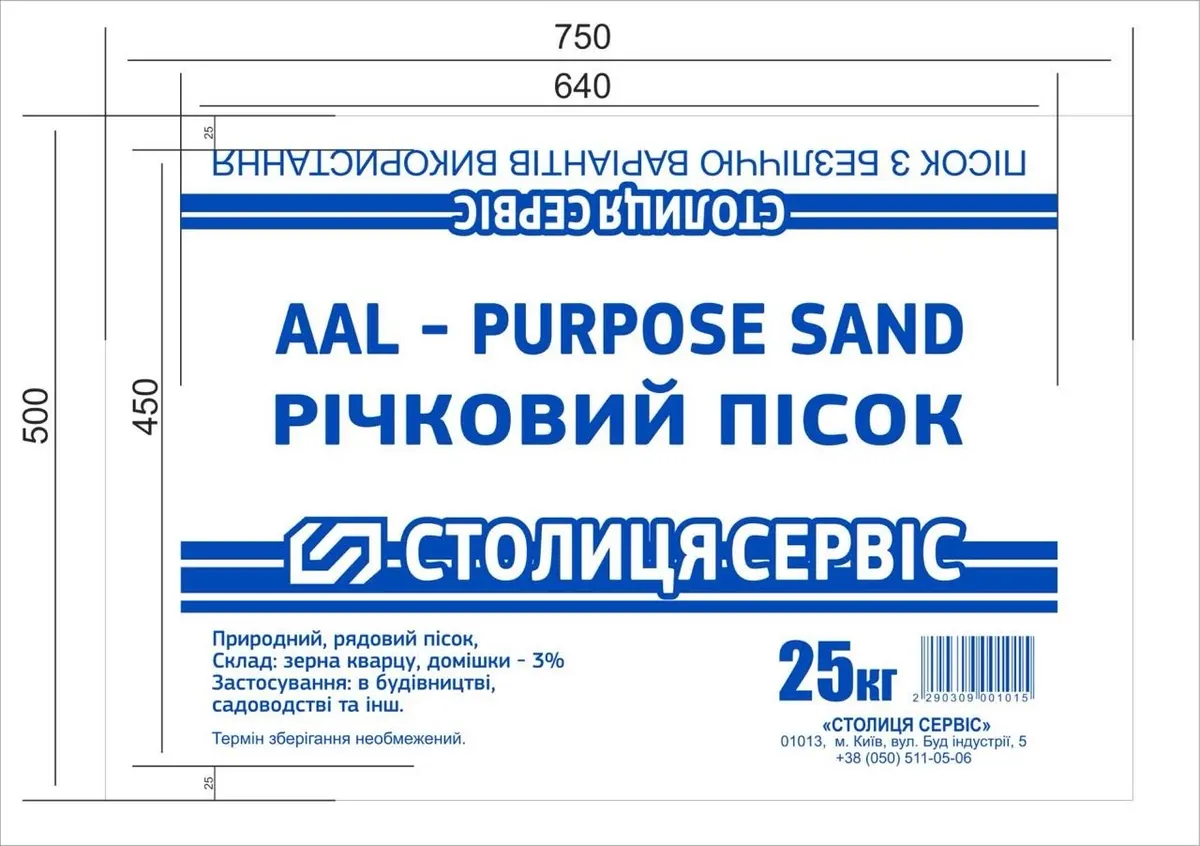 750
640
25
ПІСОК З БЕЗЛІЧЧЮ ВАРІАНТІВ ВИКОРИСТАННЯ
СТОЛИЦЯ СЕРВІС
AAL - PURPOSE SAND
РІЧКОВИЙ ПІСОК
500
450
СТОЛИЦЯ СЕРВІС
Природний, рядовий пісок,
Склад: зерна кварцу, домішки - 3%
Застосування: в будівництві,
садоводстві та інш.
Термін зберігання необмежений.
25кг
2 290309 001015
«СТОЛИЦЯ СЕРВІС»
01013, м. Київ, вул. Буд індустрії, 5
+38 (050) 511-05-06
25